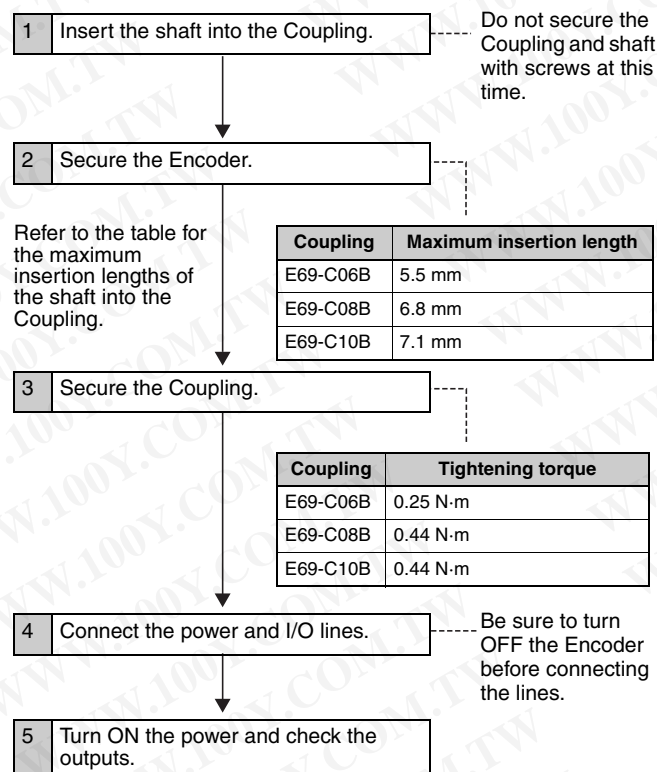 1 Insert the shaft into the Coupling.
Do not secure the
Coupling and shaft
with screws at this
time.
2 Secure the Encoder.
Refer to the table for
the maximum
insertion lengths of
the shaft into the
Coupling.
Coupling Maximum insertion length
E69-C06B 5.5 mm
E69-C08B 6.8 mm
E69-C10B 7.1 mm
3 Secure the Coupling.
Coupling Tightening torque
E69-C06B 0.25 N·m
E69-C08B 0.44 N·m
E69-C10B 0.44 N·m
4 Connect the power and I/O lines.
Be sure to turn
OFF the Encoder
before connecting
the lines.
5 Turn ON the power and check the
outputs.
WWW.100Y.COM.TW